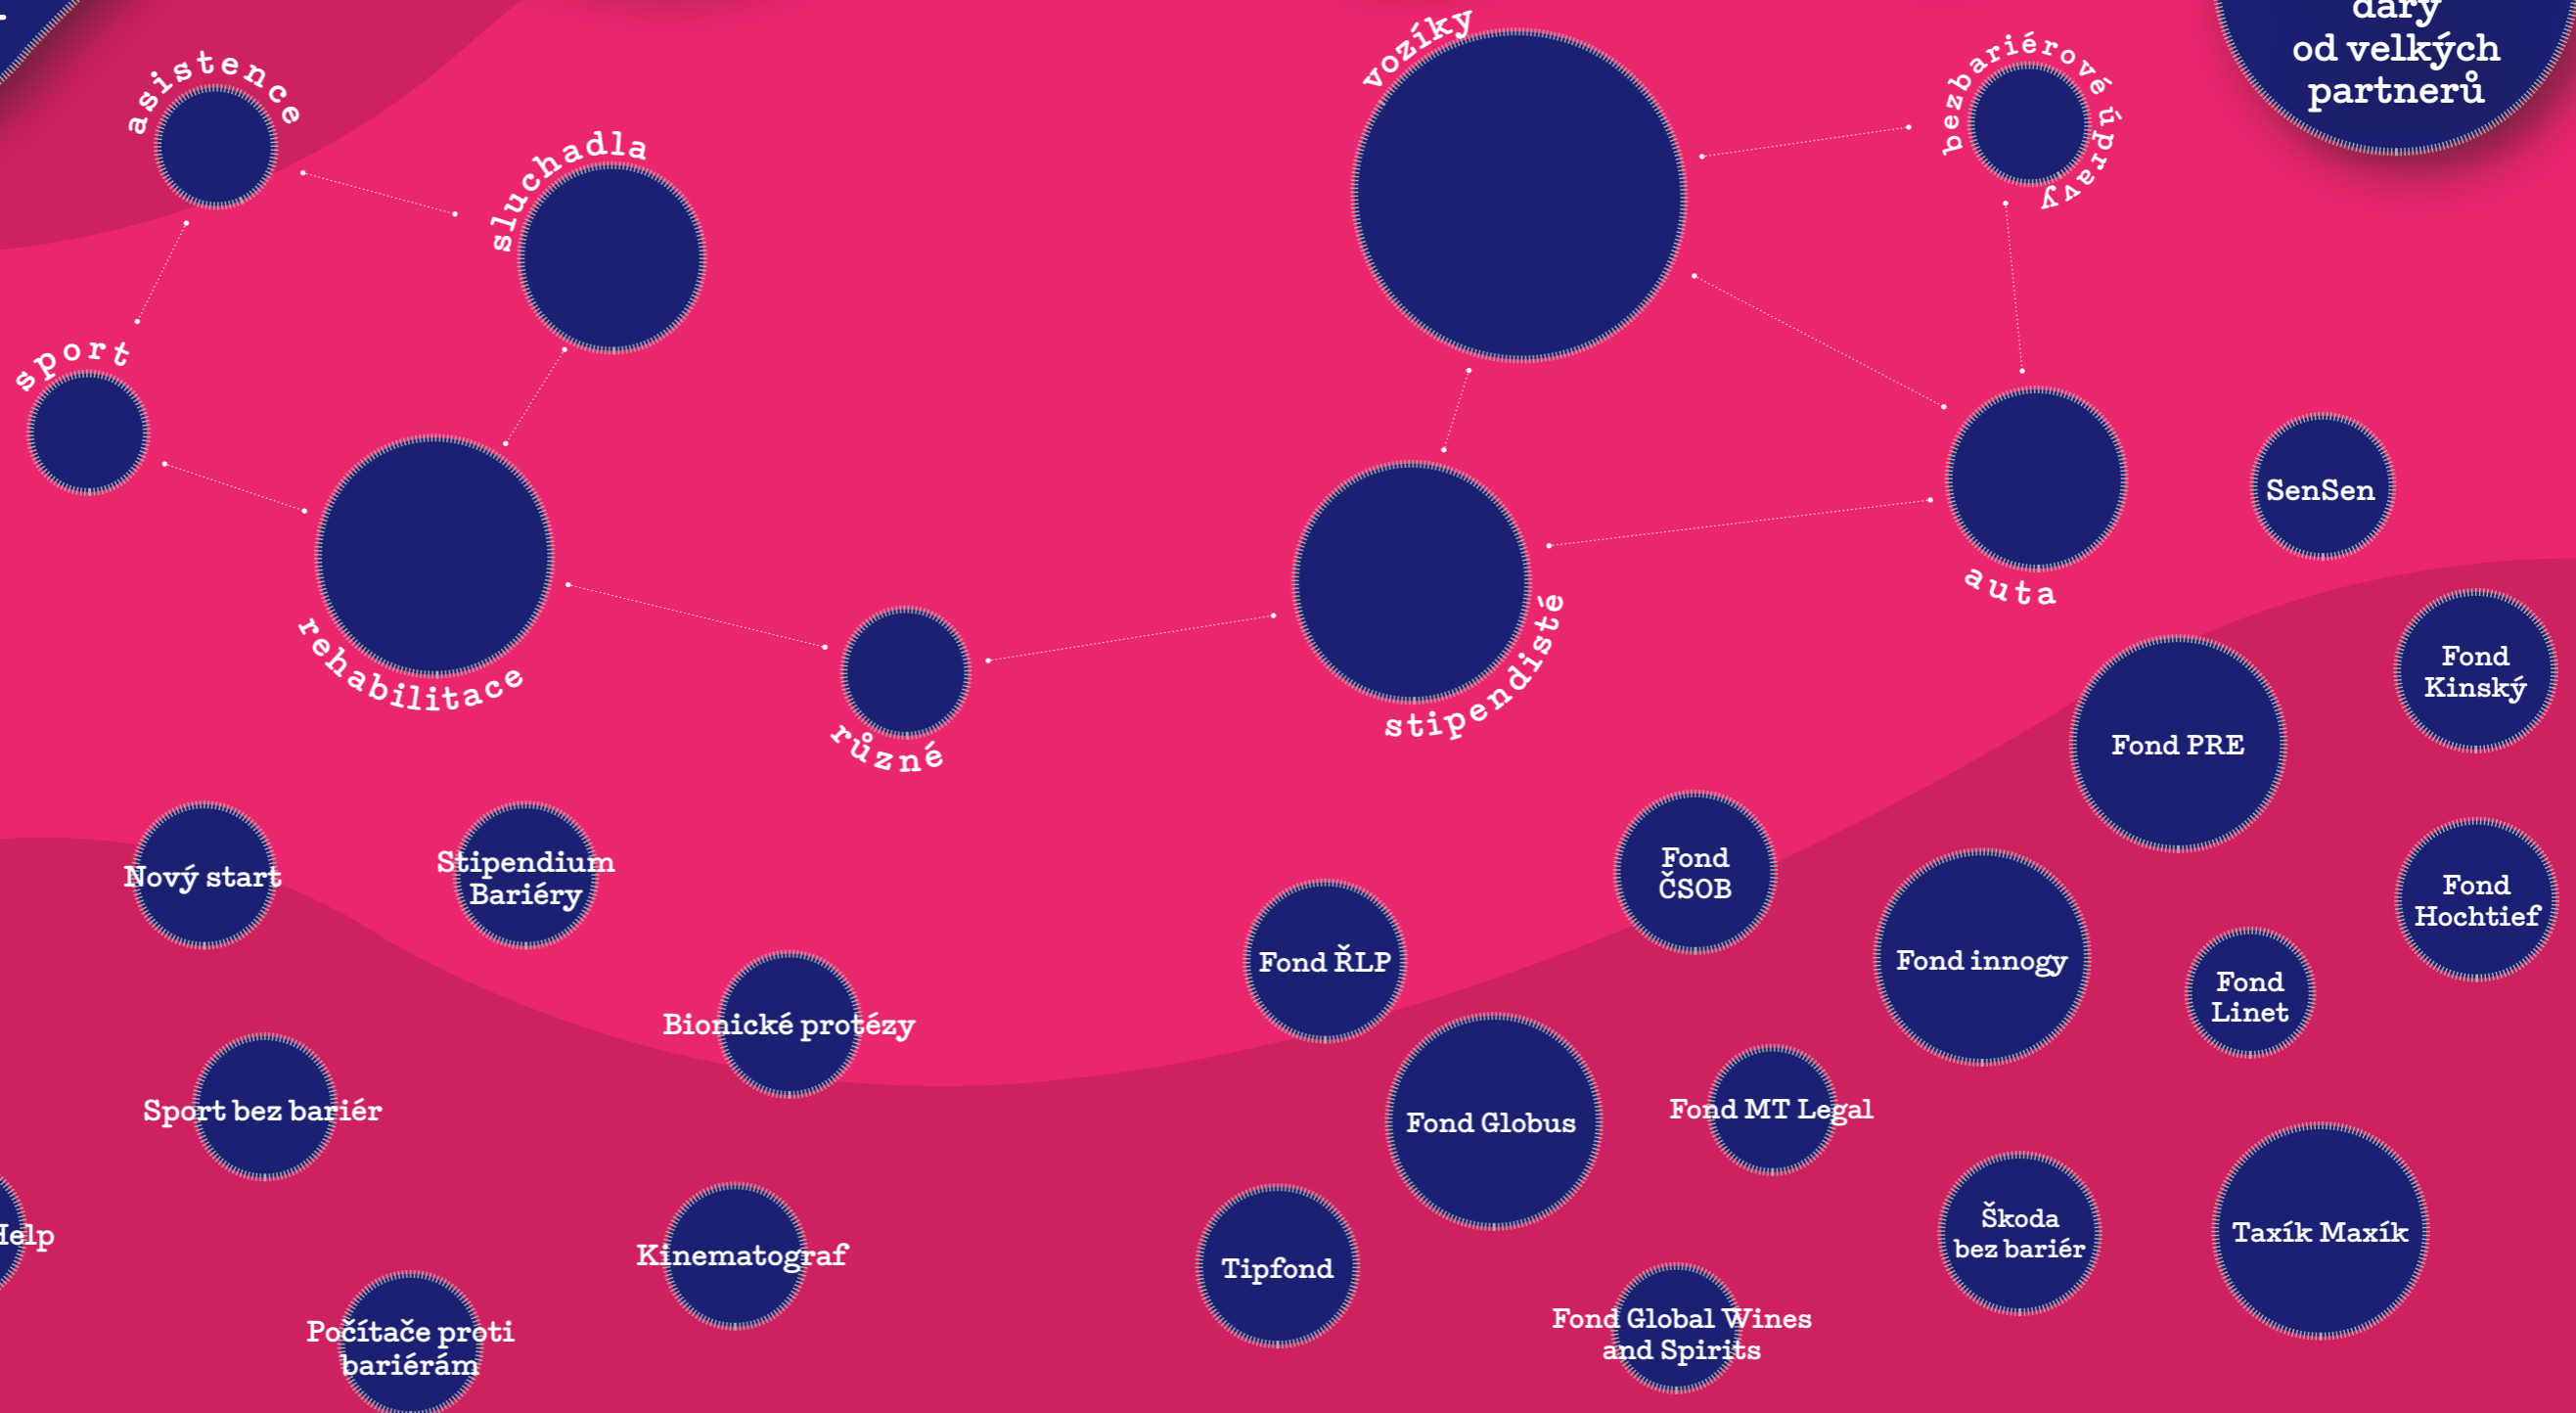 dary
od velkých
partnerů
asistence
sluchadla
vozíky
bezbariérové úpravy
sport
rehabilitace
různé
stipendisté
auta
SenSen
Fond
Kinský
Fond PRE
Nový start
Stipendium
Bariéry
Fond
ČSOB
Fond
Hochtief
Fond ŘLP
Fond innogy
Fond
Linet
Bionické protézy
Sport bez bariér
Fond Globus
Fond MT Legal
Help
Kinematograf
Tipfond
Škoda
bez bariér
Taxík Maxík
Počítače proti
bariérám
Fond Global Wines
and Spirits